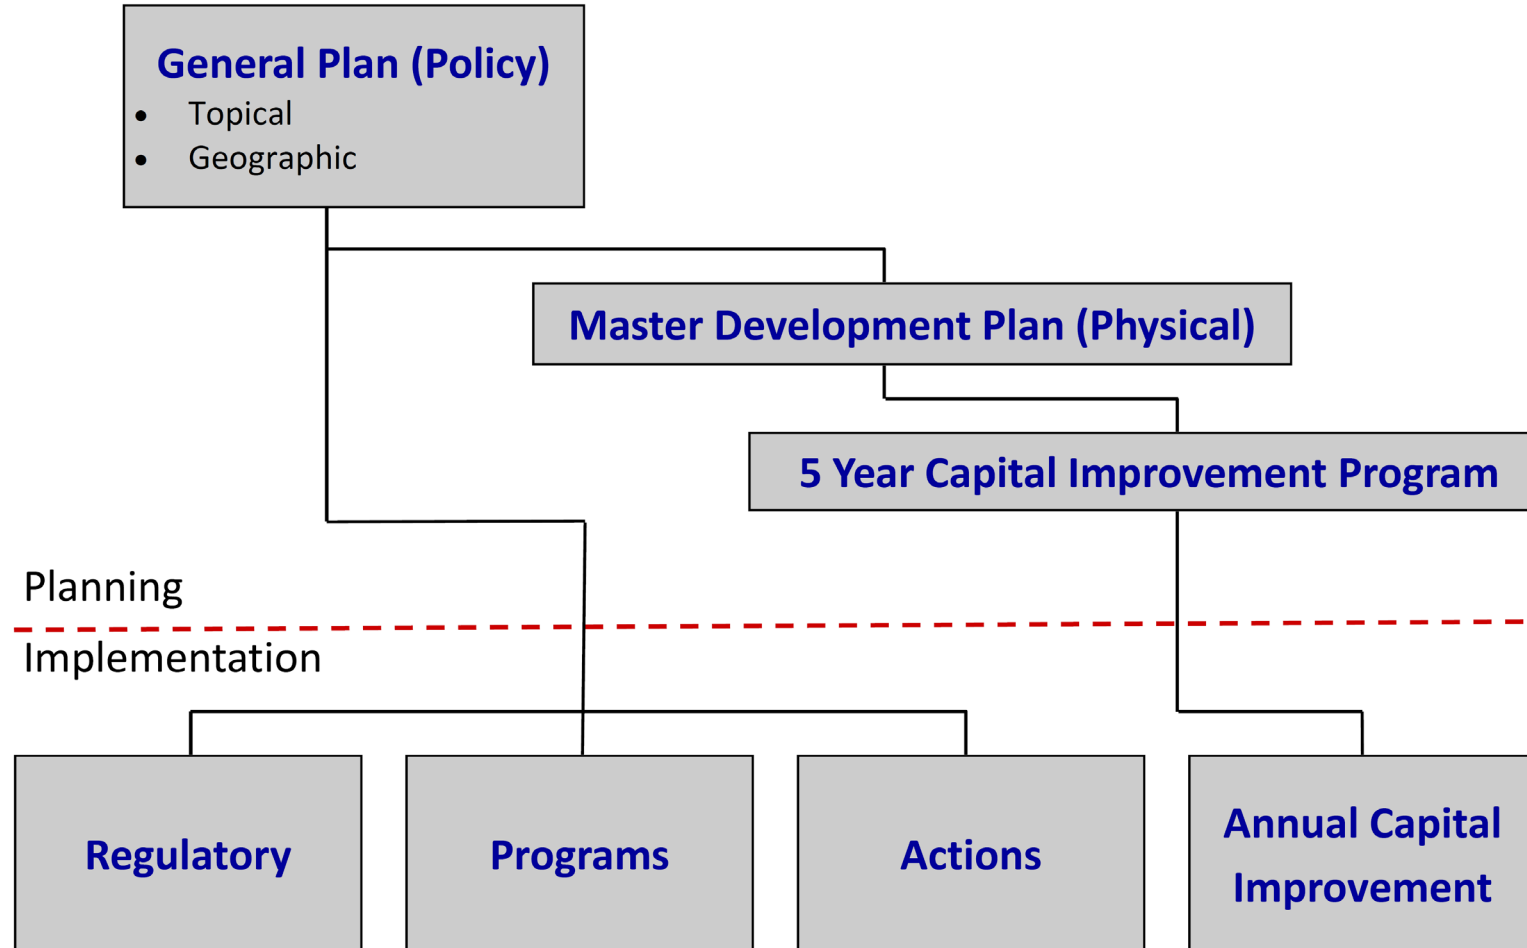 General Plan (Policy)
• Topical
• Geographic
Master Development Plan (Physical)
5 Year Capital Improvement Program
Planning
Implementation
Regulatory
Programs
Actions
Annual Capital
Improvement